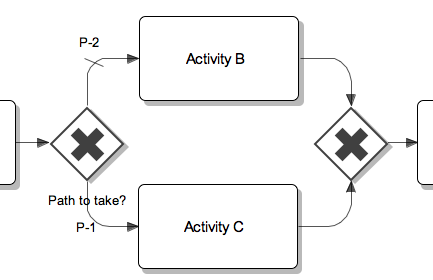 P-2
Activity B
Path to take?
P-1
Activity C